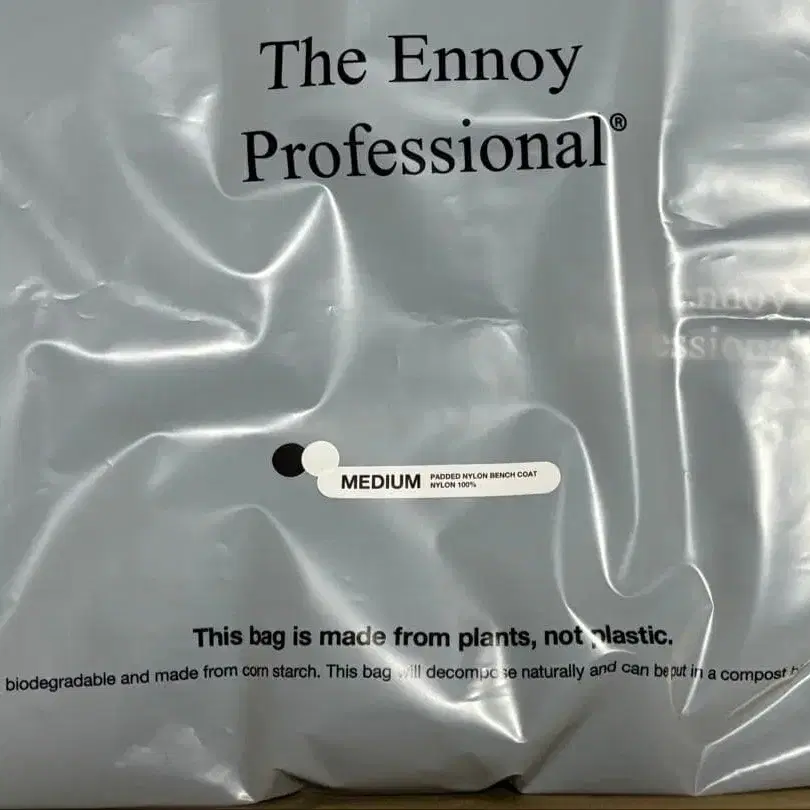 The Ennoy
Professional®
MEDIUM PADDED NYLON BENCH COAT
NYLON 100%
This bag is made from plants, not plastic.
biodegradable and made from corn starch. This bag will decompose naturally and can be put in a compost